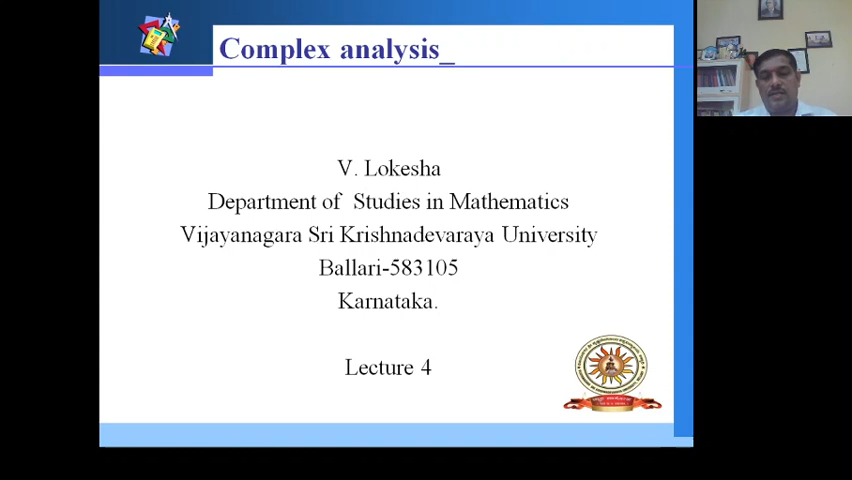 Complex analysis_
V. Lokesha
Department of Studies in Mathematics
Vijayanagara Sri Krishnadevaraya University
Ballari-583105
Karnataka.
Lecture 4